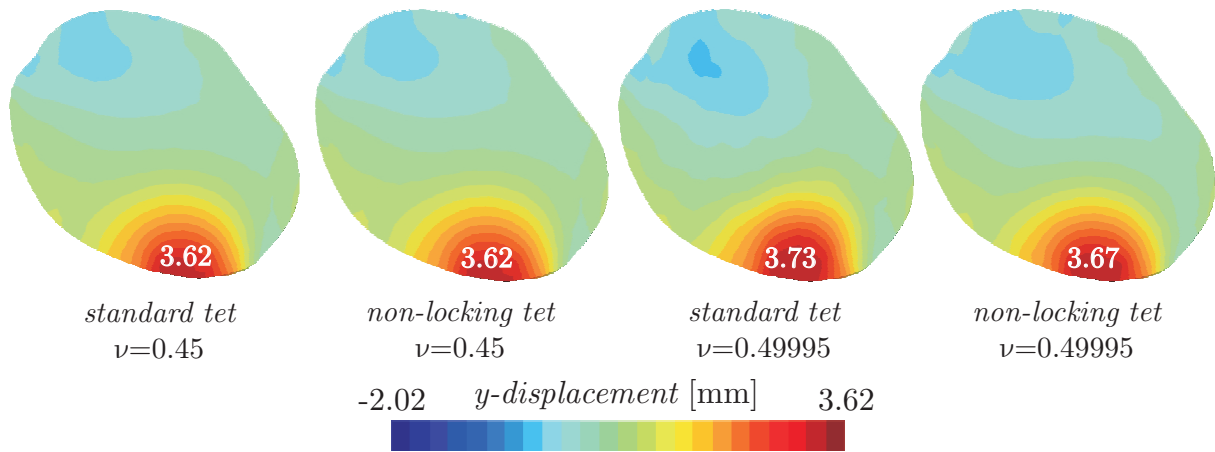 3.62 3.62 3.73 3.67
standard tet non-locking tet standard tet non-locking tet
ν=0.45 ν=0.45 ν=0.49995 ν=0.49995
-2.02 y-displacement [mm] 3.62